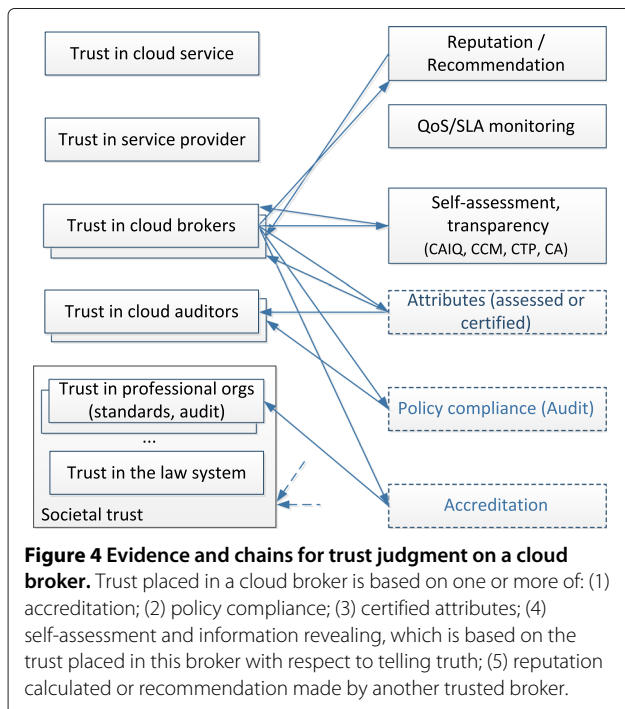 Trust in cloud service
Trust in service provider
Trust in cloud brokers
Trust in cloud auditors
Trust in professional orgs
(standards, audit)
...
Trust in the law system
Societal trust
Reputation /
Recommendation
QoS/SLA monitoring
Self-assessment,
transparency
(CAIQ, CCM, CTP, CA)
Attributes (assessed or
certified)
Policy compliance (Audit)
Accreditation
Figure 4 Evidence and chains for trust judgment on a cloud
broker. Trust placed in a cloud broker is based on one or more of: (1)
accreditation; (2) policy compliance; (3) certified attributes; (4)
self-assessment and information revealing, which is based on the
trust placed in this broker with respect to telling truth; (5) reputation
calculated or recommendation made by another trusted broker.